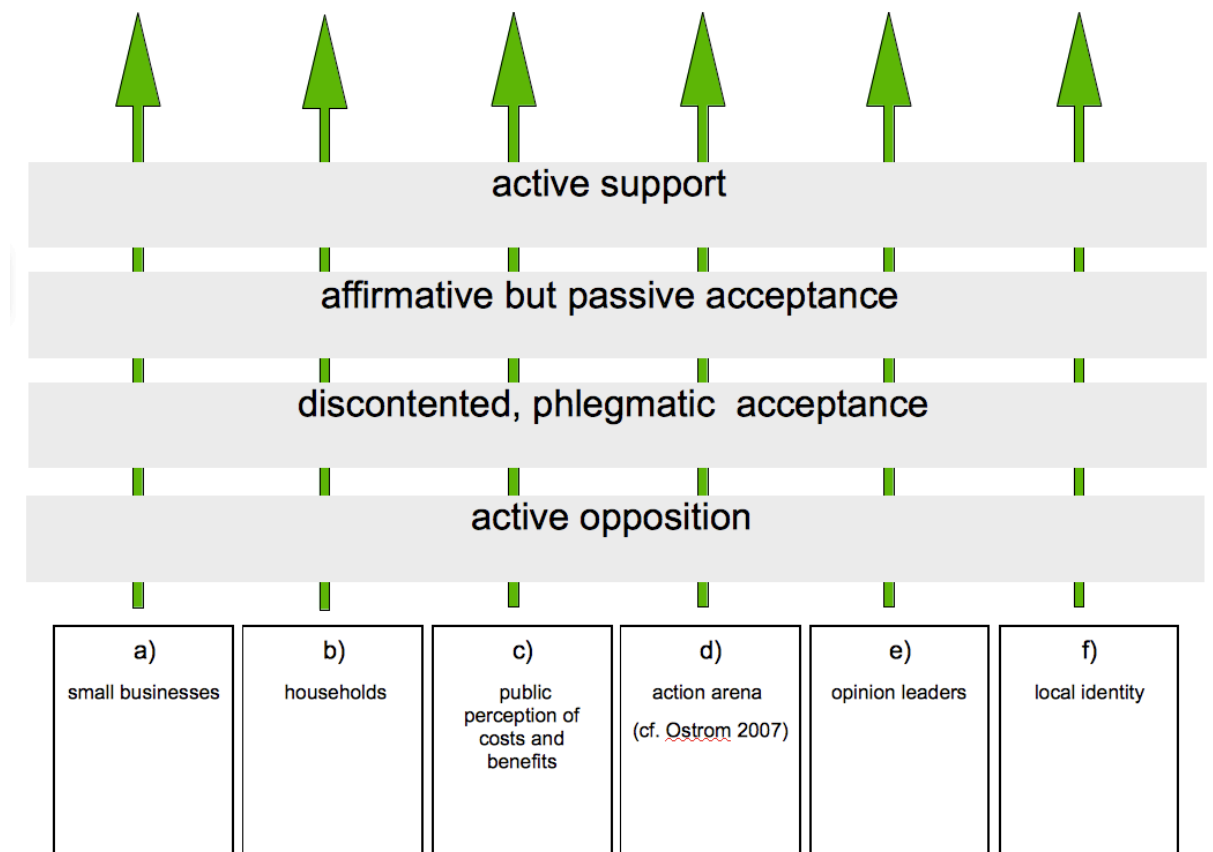 active support
affirmative but passive acceptance
discontented, phlegmatic  acceptance
active opposition
a)
small businesses
b)
households
c)
public
perception of
costs and
benefits
d)
action arena
(cf. Ostrom 2007)
e)
opinion leaders
f)
local identity